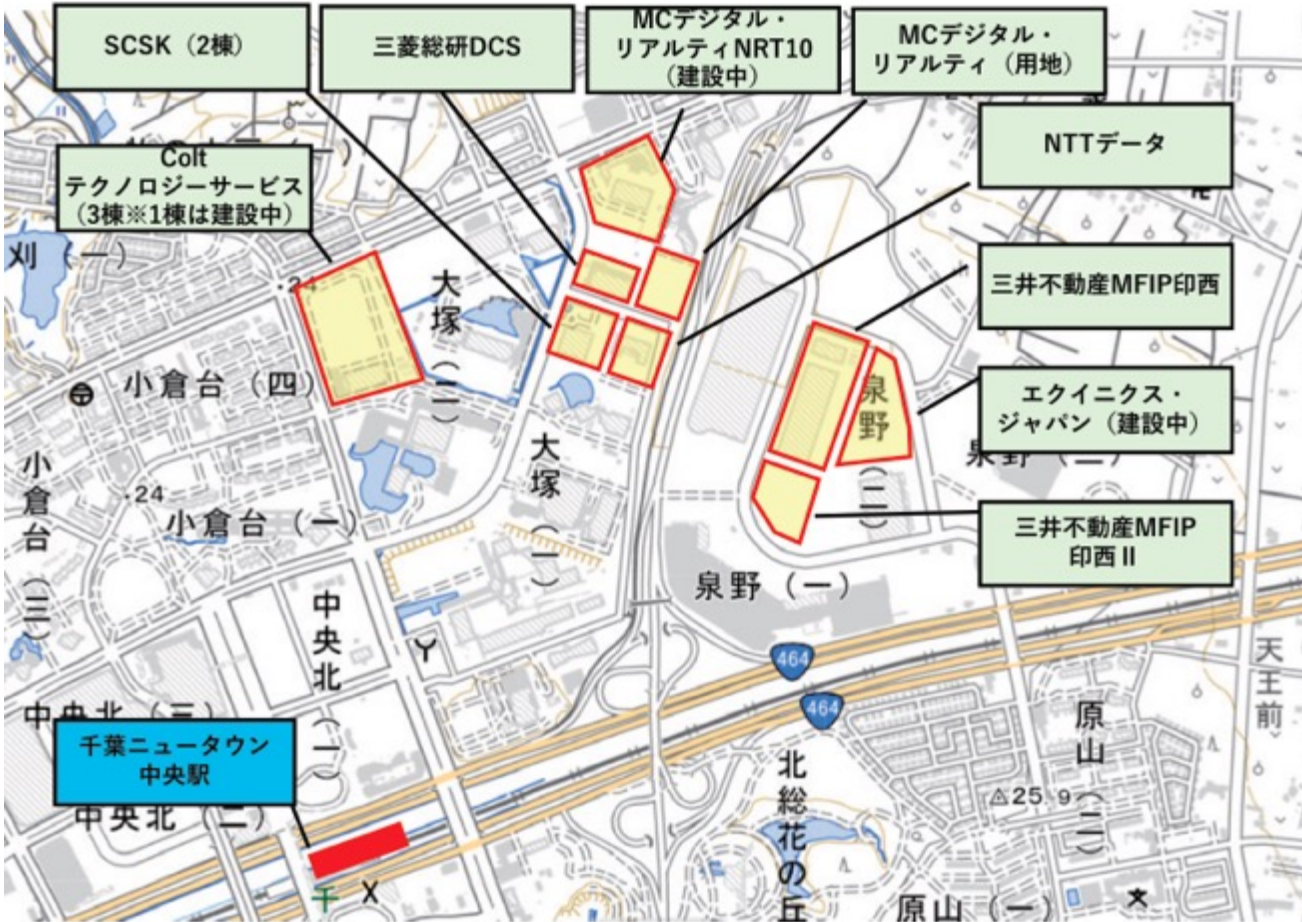 SCSK（2棟）
三菱総研DCS
MCデジタル・
リアルティNRT10
（建設中）
MCデジタル・
リアルティ（用地）
NTTデータ
Colt
テクノロジーサービス
（3棟※1棟は建設中）
三井不動産MFIP印西
エクイニクス・
ジャパン（建設中）
三井不動産MFIP
印西Ⅱ
刈（一）
大塚（二）
小倉台（四）
小倉台（三）
・24
小倉台（一）
大塚（一）
泉野（二）
泉野（一）
中央北（一）
中央北（三）
千葉ニュータウン
中央駅
中央北（二）
464
464
天王前
原山（二）
25.9
北総花の丘
原山（一）
千